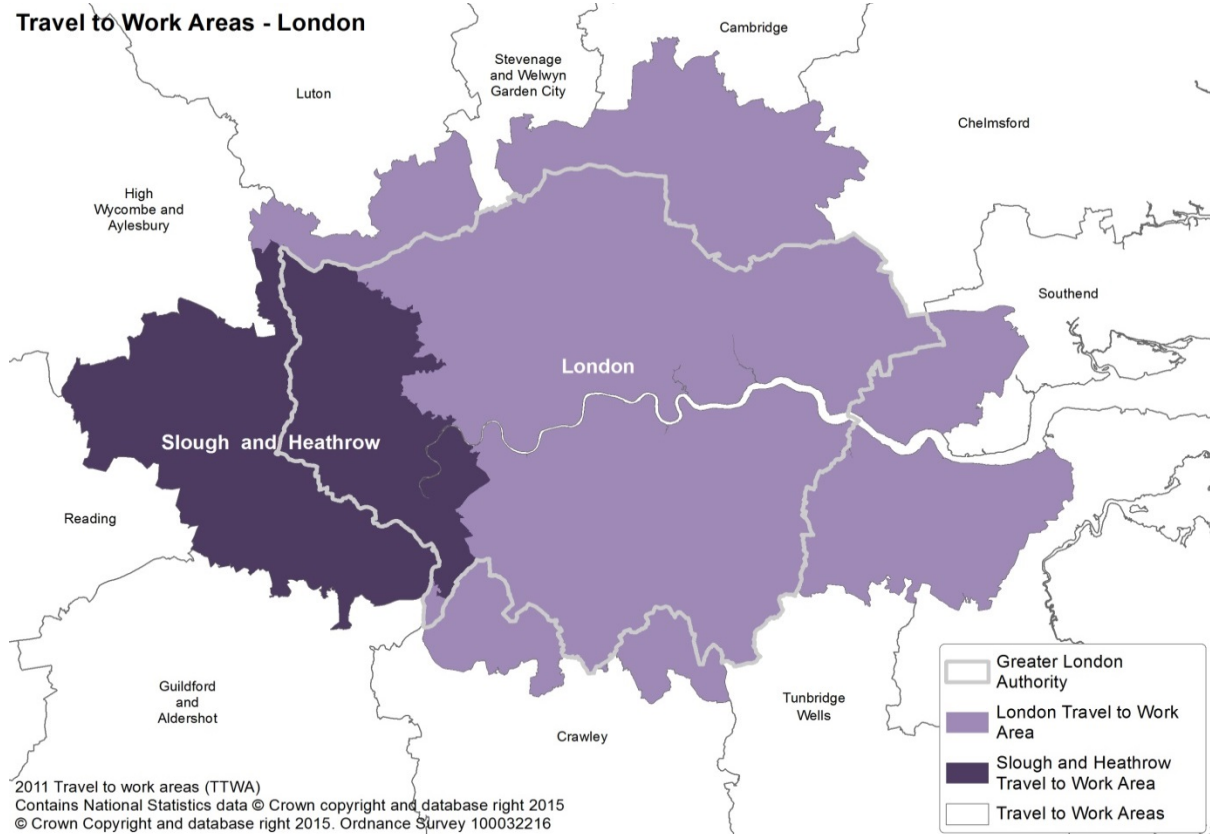 Travel to Work Areas - London
Cambridge
Stevenage
and Welwyn
Garden City
Luton
Chelmsford
High
Wycombe and
Aylesbury
Southend
London
Slough and Heathrow
Reading
Guildford
and
Aldershot
Tunbridge
Wells
Crawley
Greater London
Authority
London Travel to Work
Area
Slough and Heathrow
Travel to Work Area
Travel to Work Areas
2011 Travel to work areas (TTWA)
Contains National Statistics data © Crown copyright and database right 2015
© Crown Copyright and database right 2015. Ordnance Survey 100032216